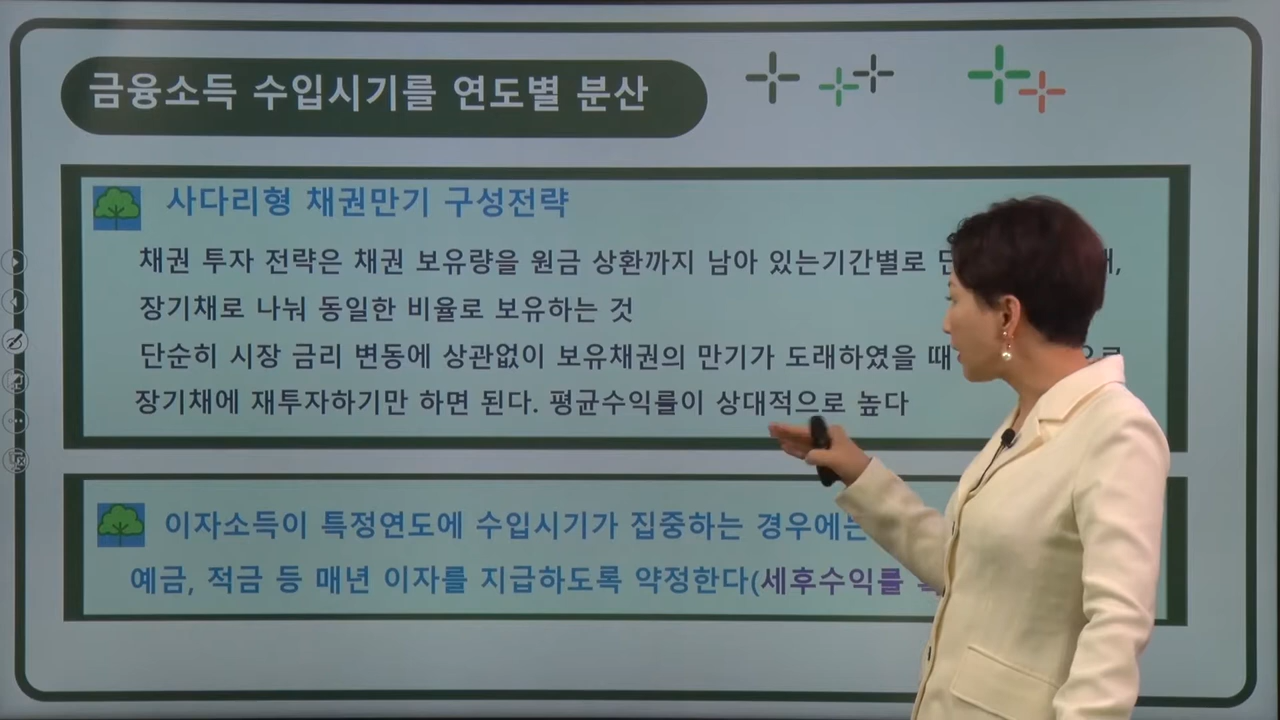 금융소득 수입시기를 연도별 분산
사다리형 채권만기 구성전략
채권 투자 전략은 채권 보유량을 원금 상환까지 남아 있는기간별로
장기채로 나눠 동일한 비율로 보유하는 것
단순히 시장 금리 변동에 상관없이 보유채권의 만기가 도래하였을 때
장기채에 재투자하기만 하면 된다. 평균수익률이 상대적으로 높다
이자소득이 특정연도에 수입시기가 집중하는 경우에는
예금, 적금 등 매년 이자를 지급하도록 약정한다(세후수익률